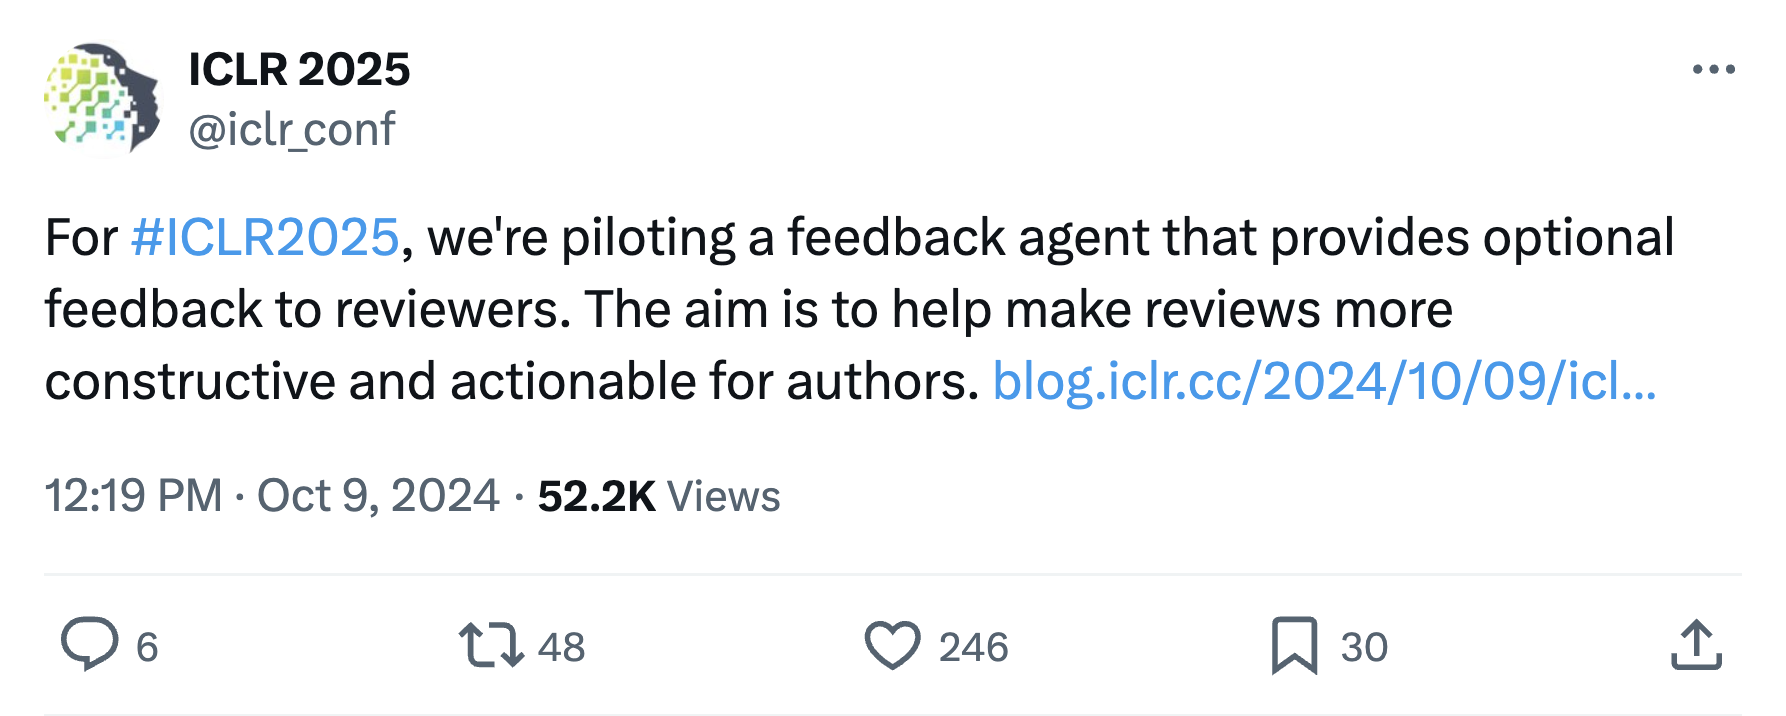 ICLR 2025
@iclr_conf
For #ICLR2025, we're piloting a feedback agent that provides optional
feedback to reviewers. The aim is to help make reviews more
constructive and actionable for authors. blog.iclr.cc/2024/10/09/icl...
12:19 PM · Oct 9, 2024 · 52.2K Views
6 48 246 30